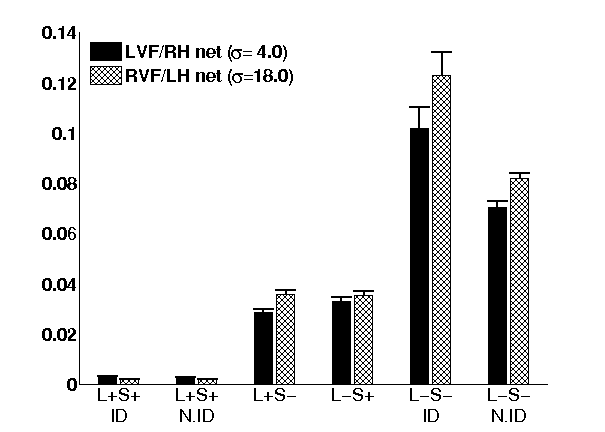 0.14
LVF/RH net (σ= 4.0)
0.12
RVF/LH net (σ=18.0)
0.1
0.08
0.06
0.04
0.02
0
L+S+ L+S+ L+S− L−S+ L−S− L−S−
ID N.ID ID N.ID